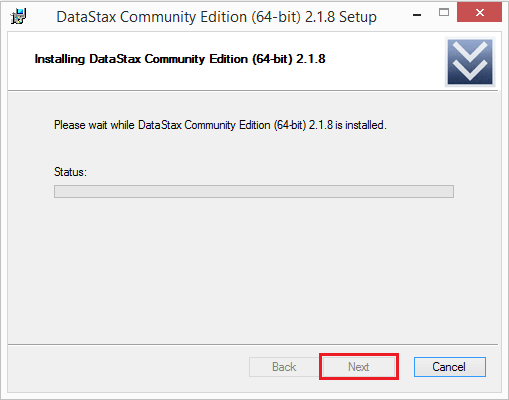 DataStax Community Edition (64-bit) 2.1.8 Setup
Installing DataStax Community Edition (64-bit) 2.1.8
Please wait while DataStax Community Edition (64-bit) 2.1.8 is installed.
Status:
Back Next Cancel